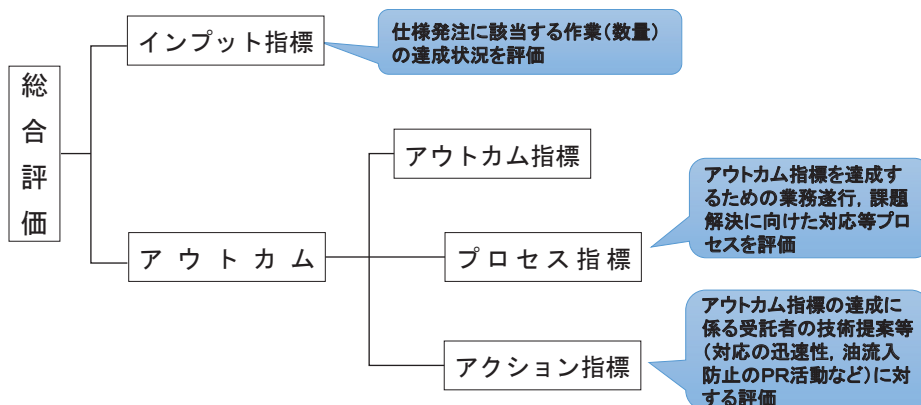 総合評価
インプット指標
仕様発注に該当する作業(数量)
の達成状況を評価
アウトカム
アウトカム指標
プロセス指標
アウトカム指標を達成す
るための業務遂行,課題
解決に向けた対応等プロ
セスを評価
アクション指標
アウトカム指標の達成に
係る受託者の技術提案等
(対応の迅速性,油流入
防止のPR活動など)に対
する評価